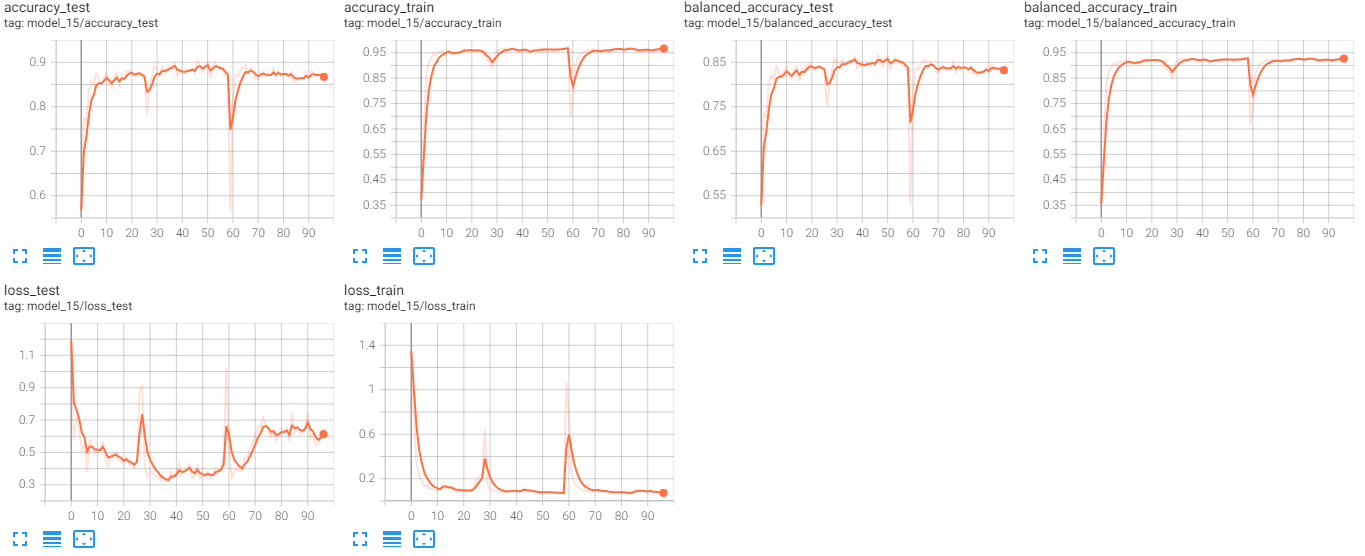 accuracy_test
tag: model_15/accuracy_test
0.9
0.8
0.7
0.6
0 10 20 30 40 50 60 70 80 90
accuracy_train
tag: model_15/accuracy_train
0.95
0.85
0.75
0.65
0.55
0.45
0.35
0 10 20 30 40 50 60 70 80 90
balanced_accuracy_test
tag: model_15/balanced_accuracy_test
0.85
0.75
0.65
0.55
0 10 20 30 40 50 60 70 80 90
balanced_accuracy_train
tag: model_15/balanced_accuracy_train
0.95
0.85
0.75
0.65
0.55
0.45
0.35
0 10 20 30 40 50 60 70 80 90
loss_test
tag: model_15/loss_test
1.1
0.9
0.7
0.5
0.3
0 10 20 30 40 50 60 70 80 90
loss_train
tag: model_15/loss_train
1.4
1
0.6
0.2
0 10 20 30 40 50 60 70 80 90